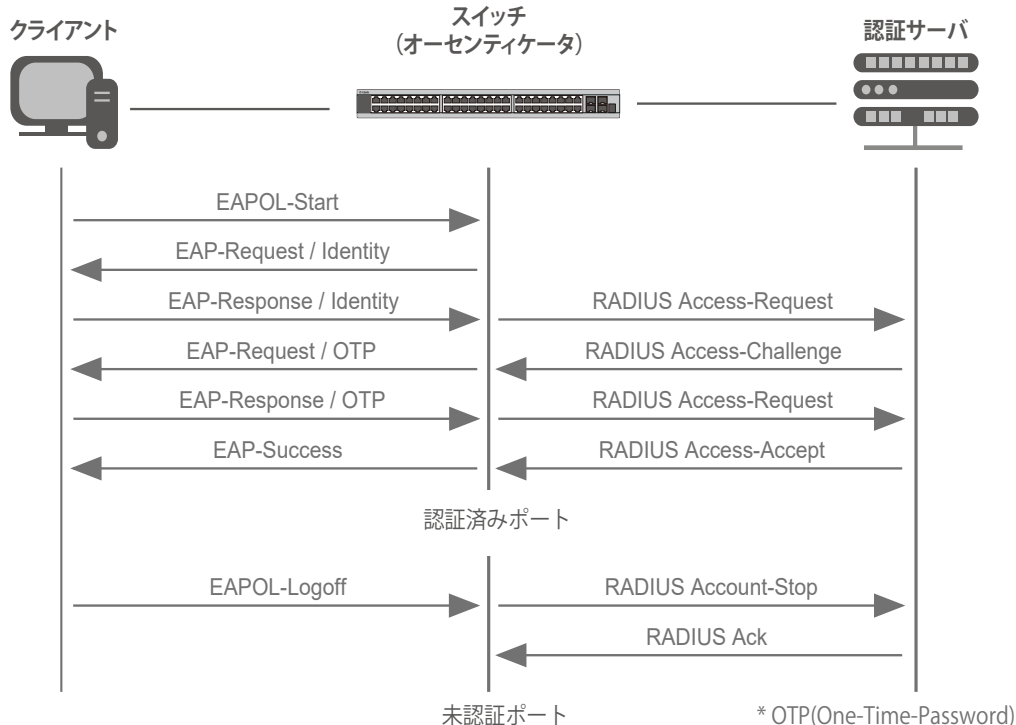 クライアント
スイッチ
(オーセンティケータ)
認証サーバ
EAPOL-Start
EAP-Request / Identity
EAP-Response / Identity
RADIUS Access-Request
EAP-Request / OTP
RADIUS Access-Challenge
EAP-Response / OTP
RADIUS Access-Request
EAP-Success
RADIUS Access-Accept
認証済みポート
EAPOL-Logoff
RADIUS Account-Stop
RADIUS Ack
未認証ポート
* OTP(One-Time-Password)